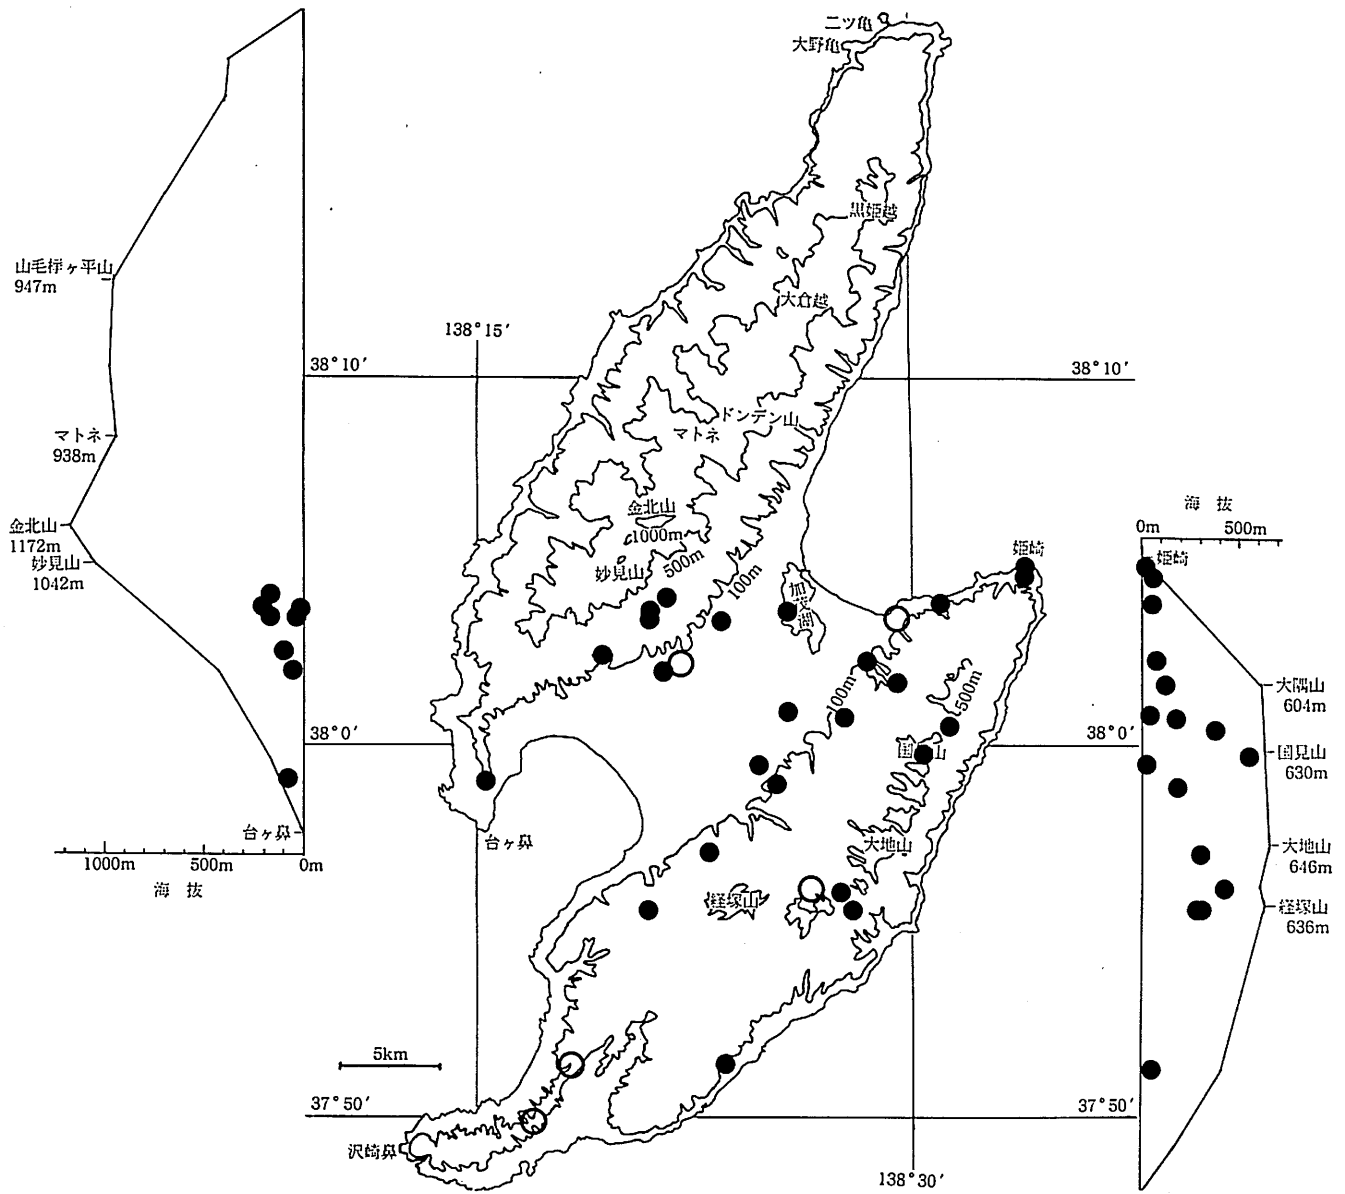 二ツ亀
大野亀
黒姫越
大倉越
山毛欅ヶ平山
947m
138°15′
38°10′
38°10′
ドンデン山
マトネ
マトネ
938m
金北山
1172m
妙見山
1042m
金北山
1000m
妙見山
500m
100m
加茂湖
姫崎
海 抜
0m 500m
姫崎
大隅山
604m
国見山
630m
大地山
646m
経塚山
636m
100m
500m
38°0′
38°0′
国見山
大地山
経塚山
台ヶ鼻
台ヶ鼻
1000m 500m 0m
海 抜
5km
37°50′
37°50′
沢崎鼻
138°30′